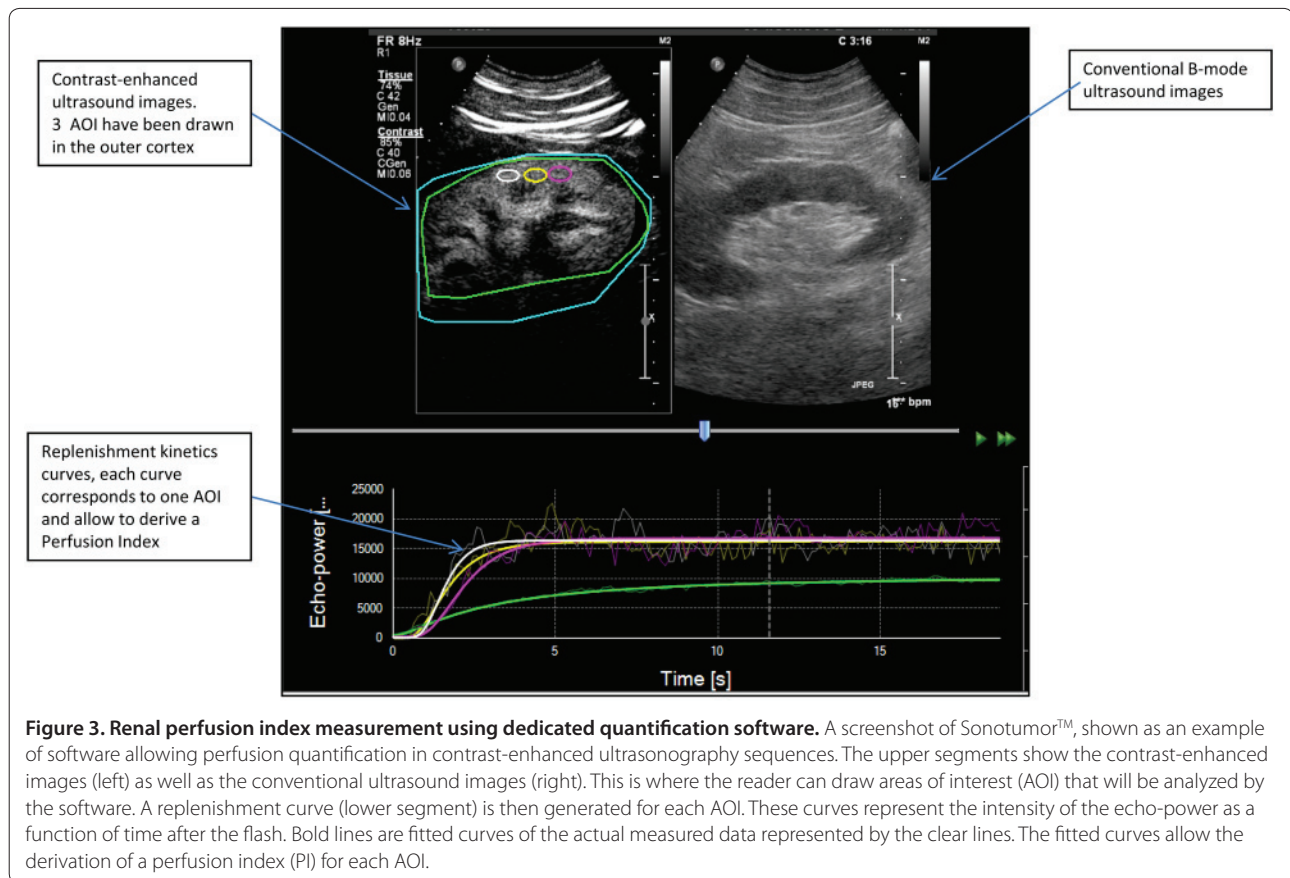 FR 8Hz
R1
M2
C 3:16
M2
Tissue
74%
C 42
Gen
MI0.04
Contrast
85%
C 40
CGen
MI0.06
X
X
JPEG
bpm
Contrast-enhanced
ultrasound images.
3 AOI have been drawn
in the outer cortex
Conventional B-mode
ultrasound images
Replenishment kinetics
curves, each curve
corresponds to one AOI
and allow to derive a
Perfusion Index
Echo-power [...
25000
20000
15000
10000
5000
0
0
5
10
15
Time [s]
Figure 3. Renal perfusion index measurement using dedicated quantification software. A screenshot of Sonotumor™, shown as an example
of software allowing perfusion quantification in contrast-enhanced ultrasonography sequences. The upper segments show the contrast-enhanced
images (left) as well as the conventional ultrasound images (right). This is where the reader can draw areas of interest (AOI) that will be analyzed by
the software. A replenishment curve (lower segment) is then generated for each AOI. These curves represent the intensity of the echo-power as a
function of time after the flash. Bold lines are fitted curves of the actual measured data represented by the clear lines. The fitted curves allow the
derivation of a perfusion index (PI) for each AOI.